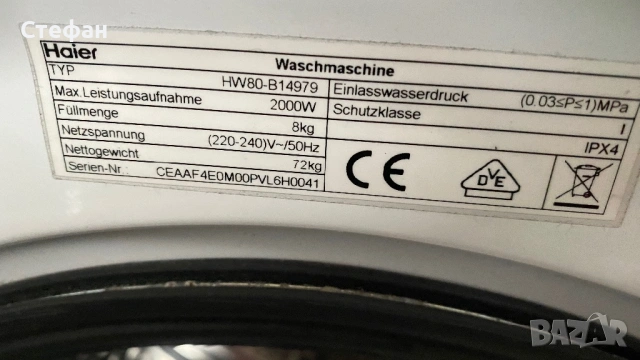 Стефан
Haier
Waschmaschine
TYP HW80-B14979
Max.Leistungsaufnahme 2000W
Füllmenge 8kg
Netzspannung (220-240)V~/50Hz
Nettogewicht 72kg
Serien-Nr.: CEAAF4E0M00PVL6H0041
Einlasswasserdruck (0.03≤P≤1)MPa
Schutzklasse I
IPX4
CE
DVE
BAZAR